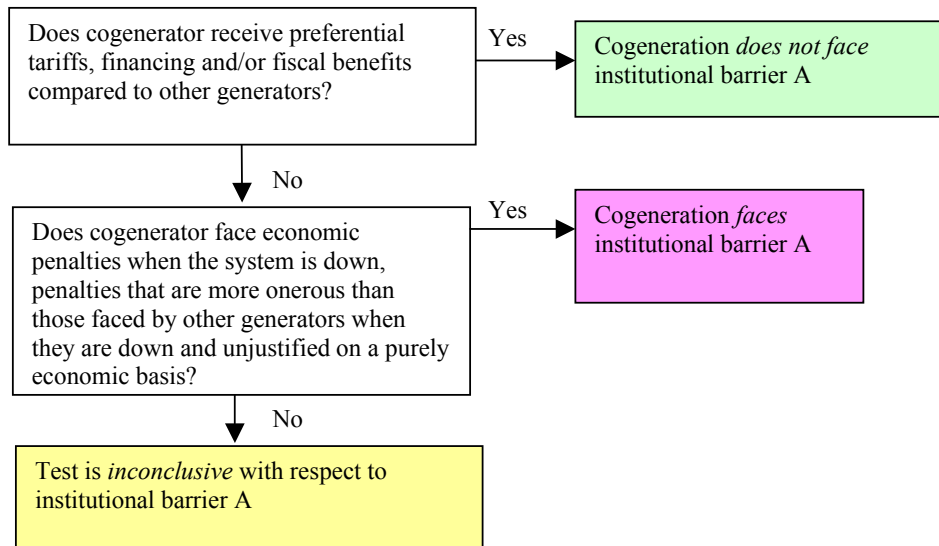 Does cogenerator receive preferential
tariffs, financing and/or fiscal benefits
compared to other generators?
Yes
Cogeneration does not face
institutional barrier A
No
Does cogenerator face economic
penalties when the system is down,
penalties that are more onerous than
those faced by other generators when
they are down and unjustified on a purely
economic basis?
Yes
Cogeneration faces
institutional barrier A
No
Test is inconclusive with respect to
institutional barrier A